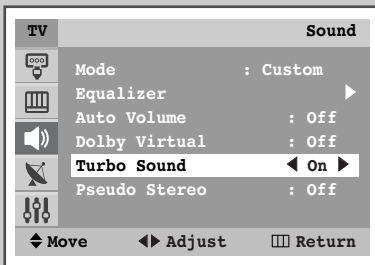 TV Sound
Mode : Custom
Equalizer
Auto Volume : Off
Dolby Virtual : Off
Turbo Sound On
Pseudo Stereo : Off
Move Adjust Return